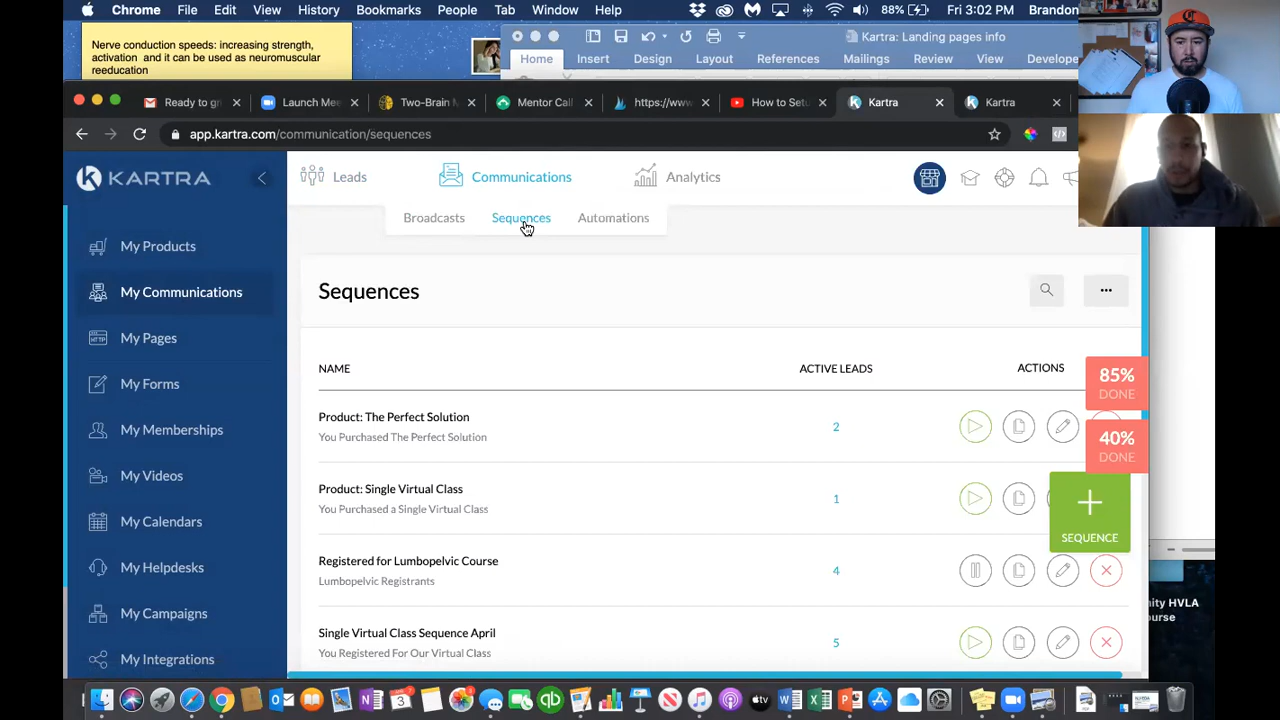 Chrome File Edit View History Bookmarks People Tab Window Help 88% Fri 3:02 PM Brandon
Nerve conduction speeds: increasing strength,
activation and it can be used as neuromuscular
reeducation
Kartra: Landing pages info
Home Insert Design Layout References Mailings Review View Develope
Ready to gr Launch Mee Two-Brain M Mentor Call https://www How to Setu Kartra Kartra
app.kartra.com/communication/sequences
KARTRA
Leads Communications Analytics
Broadcasts Sequences Automations
My Products
My Communications
My Pages
My Forms
My Memberships
My Videos
My Calendars
My Helpdesks
My Campaigns
My Integrations
Sequences
NAME ACTIVE LEADS ACTIONS
Product: The Perfect Solution
You Purchased The Perfect Solution
2
Product: Single Virtual Class
You Purchased a Single Virtual Class
1
Registered for Lumbopelvic Course
Lumbopelvic Registrants
4
Single Virtual Class Sequence April
You Registered For Our Virtual Class
5
85%
DONE
40%
DONE
+
SEQUENCE
nity HVLA
ourse